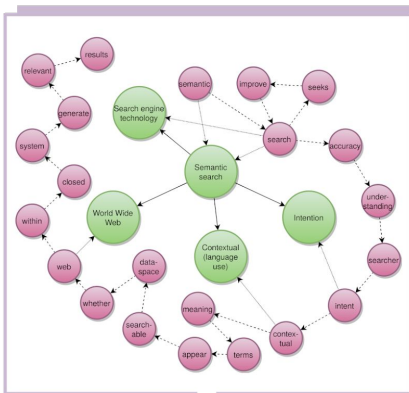 results
relevant
semantic
improve
seeks
generate
Search engine
technology
search
system
accuracy
Semantic
search
closed
under-
standing
within
World Wide
Web
Intention
Contextual
(language
use)
searcher
web
data-
space
whether
meaning
intent
search-
able
contex-
tual
appear
terms